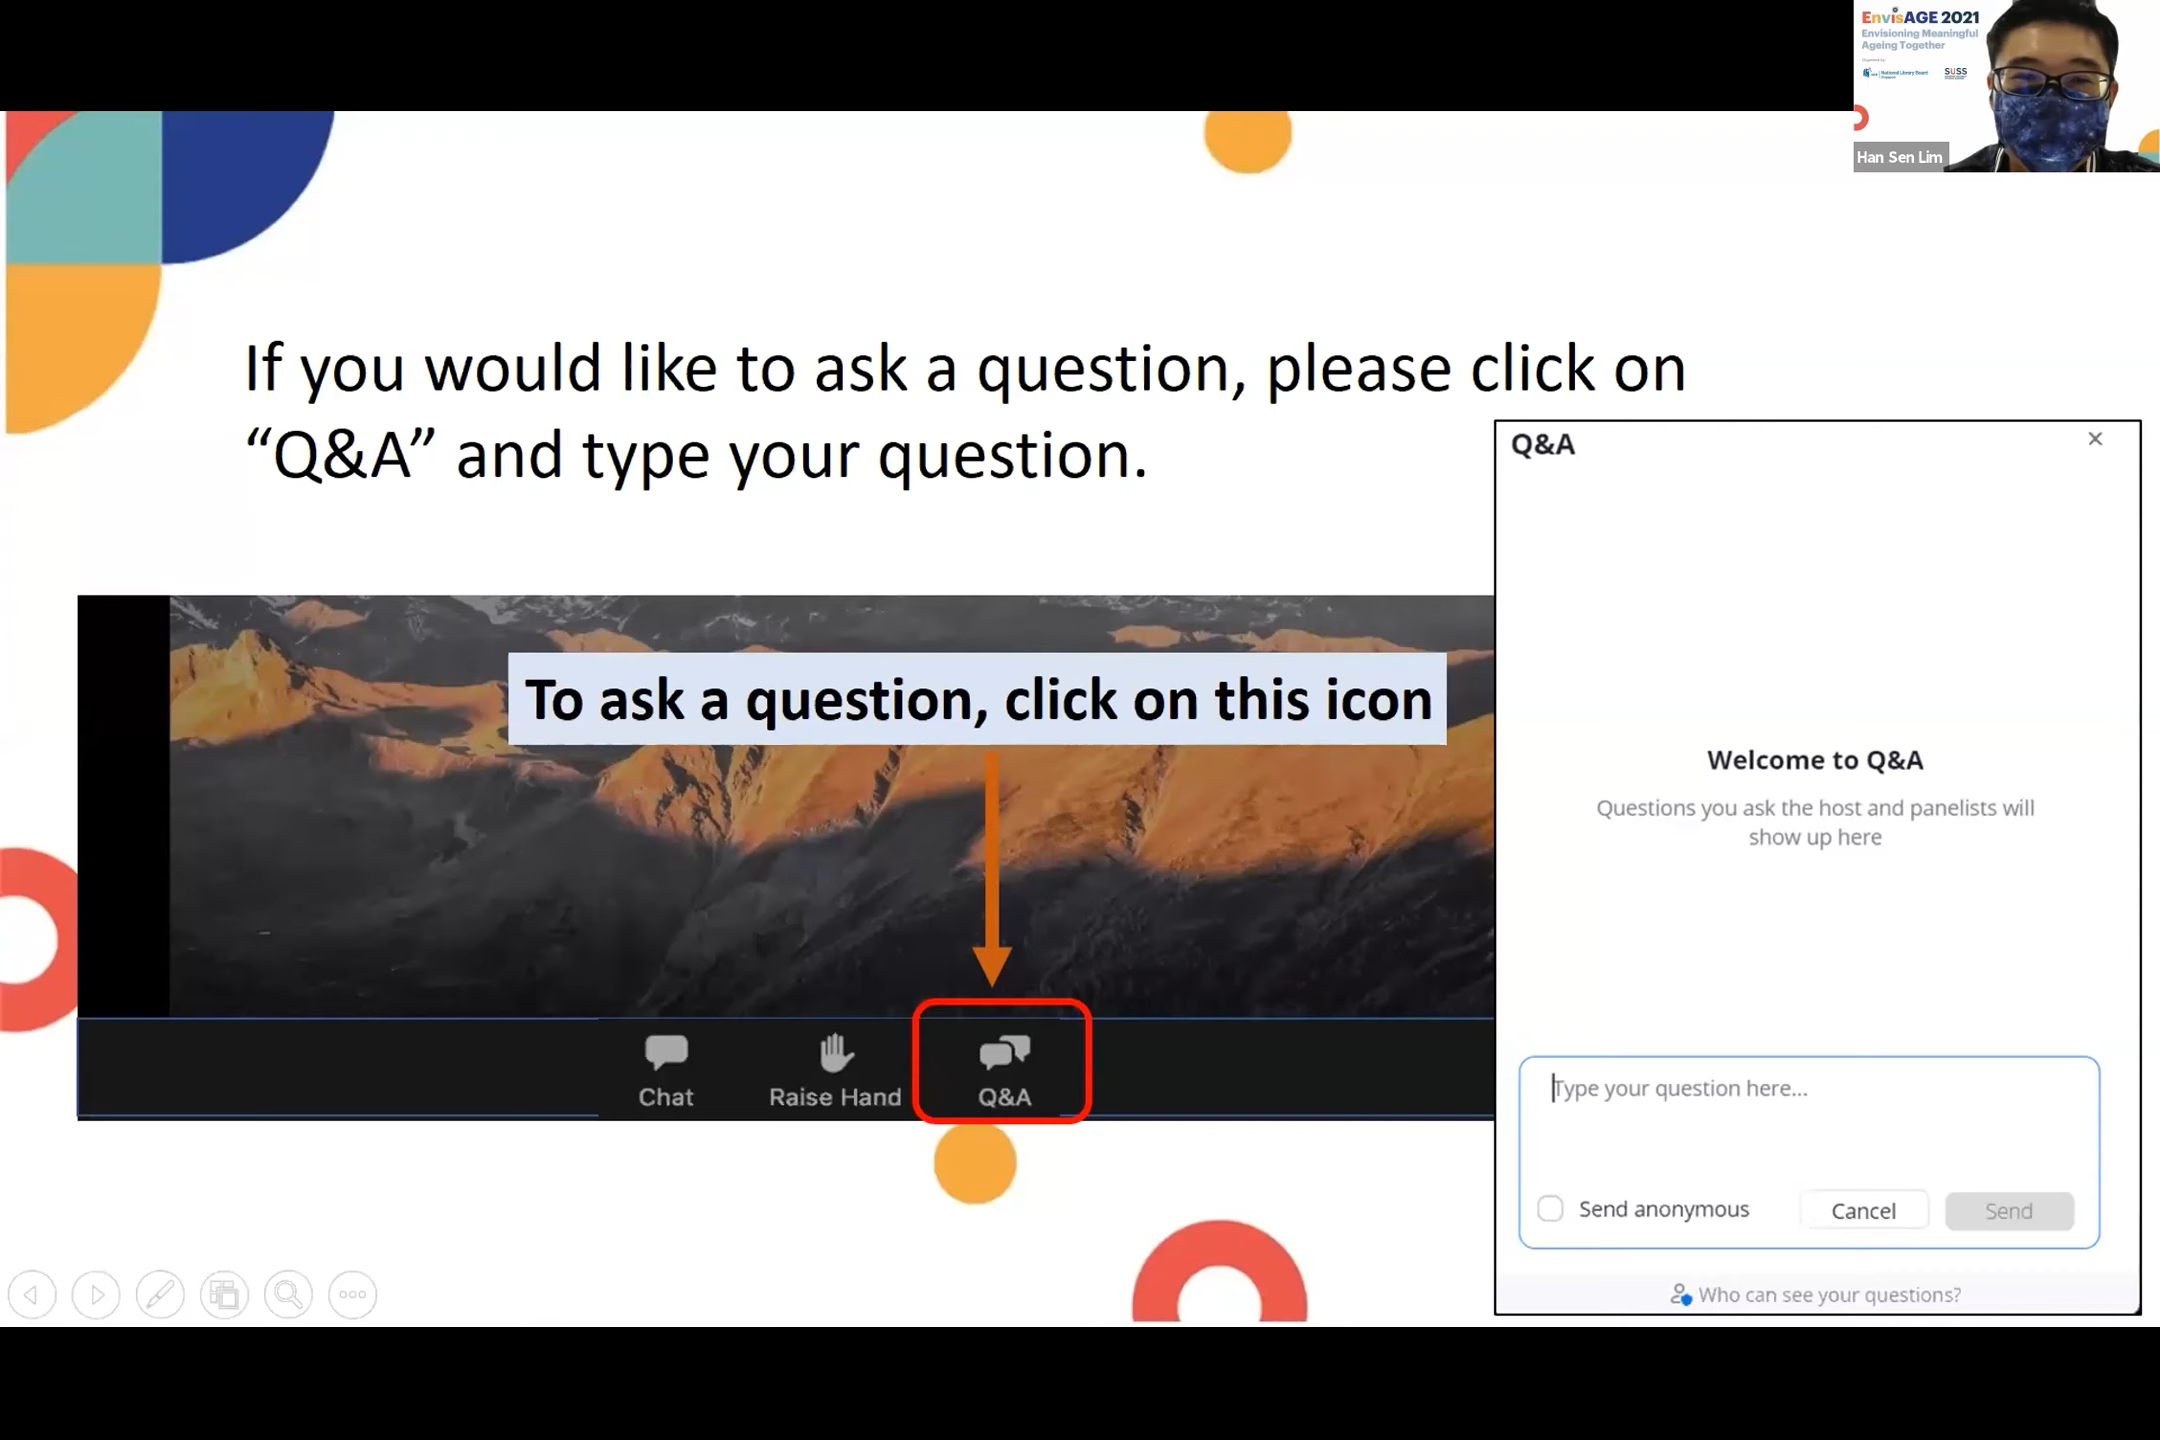 EnvisAGE 2021
Envisioning Meaningful
Ageing Together
National Library Board
SUSS
Han Sen Lim
If you would like to ask a question, please click on
“Q&A” and type your question.
To ask a question, click on this icon
Chat
Raise Hand
Q&A
Q&A
Welcome to Q&A
Questions you ask the host and panelists will
show up here
Type your question here...
Send anonymous
Cancel
Send
Who can see your questions?